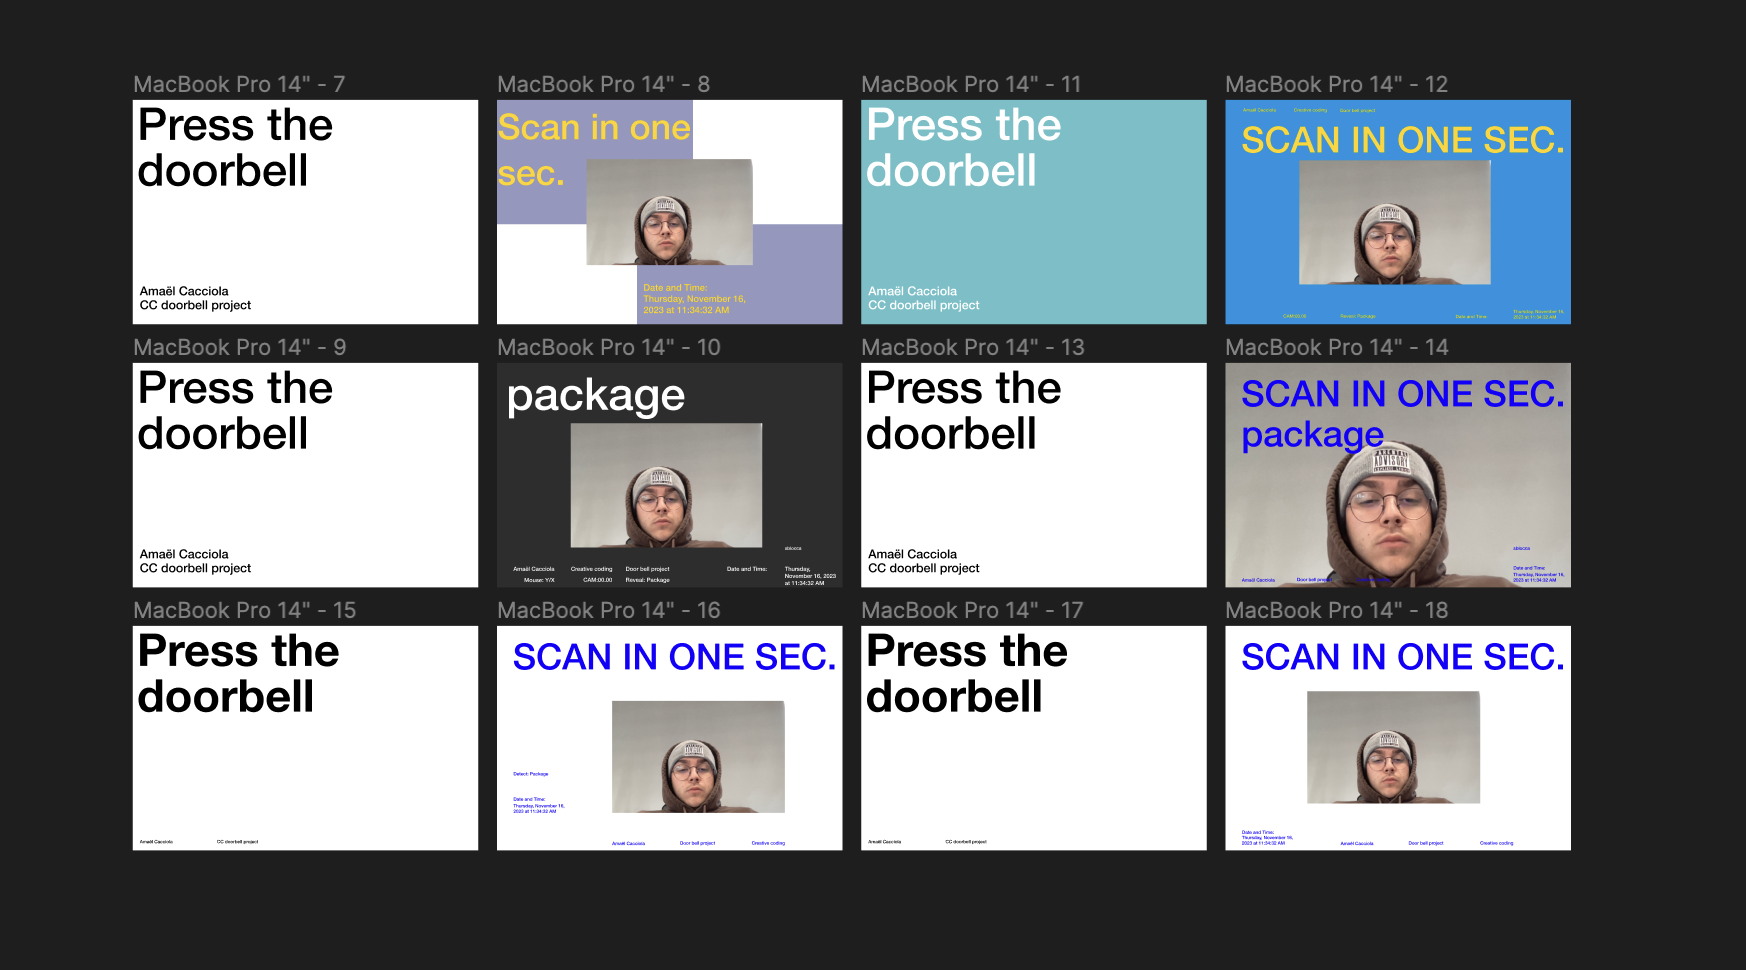 MacBook Pro 14" - 7
Press the
doorbell
Amaël Cacciola
CC doorbell project
MacBook Pro 14" - 8
Scan in one
sec.
Date and Time:
Thursday, November 16,
2023 at 11:34:32 AM
MacBook Pro 14" - 11
Press the
doorbell
Amaël Cacciola
CC doorbell project
MacBook Pro 14" - 12
Amaël Cacciola
Creative coding
Door bell project
SCAN IN ONE SEC.
CAM:00.00
Reveal: Package
Date and Time:
Thursday, November 16,
2023 at 11:34:32 AM
MacBook Pro 14" - 9
Press the
doorbell
Amaël Cacciola
CC doorbell project
MacBook Pro 14" - 10
package
Amaël Cacciola
Creative coding
Door bell project
Date and Time:
Thursday,
November 16, 2023
at 11:34:32 AM
Mouse: Y/X
CAM:00.00
Reveal: Package
MacBook Pro 14" - 13
Press the
doorbell
Amaël Cacciola
CC doorbell project
MacBook Pro 14" - 14
SCAN IN ONE SEC.
package
PARENTAL
ADVISORY
Date and Time:
Thursday, November 16,
2023 at 11:34:32 AM
Amaël Cacciola
Door bell project
MacBook Pro 14" - 15
Press the
doorbell
Amaël Cacciola
CC doorbell project
MacBook Pro 14" - 16
SCAN IN ONE SEC.
Detect: Package
Date and Time:
Thursday, November 16,
2023 at 11:34:32 AM
Amaël Cacciola
Door bell project
Creative coding
MacBook Pro 14" - 17
Press the
doorbell
Amaël Cacciola
CC doorbell project
MacBook Pro 14" - 18
SCAN IN ONE SEC.
Date and Time:
Thursday, November 16,
2023 at 11:34:32 AM
Amaël Cacciola
Door bell project
Creative coding